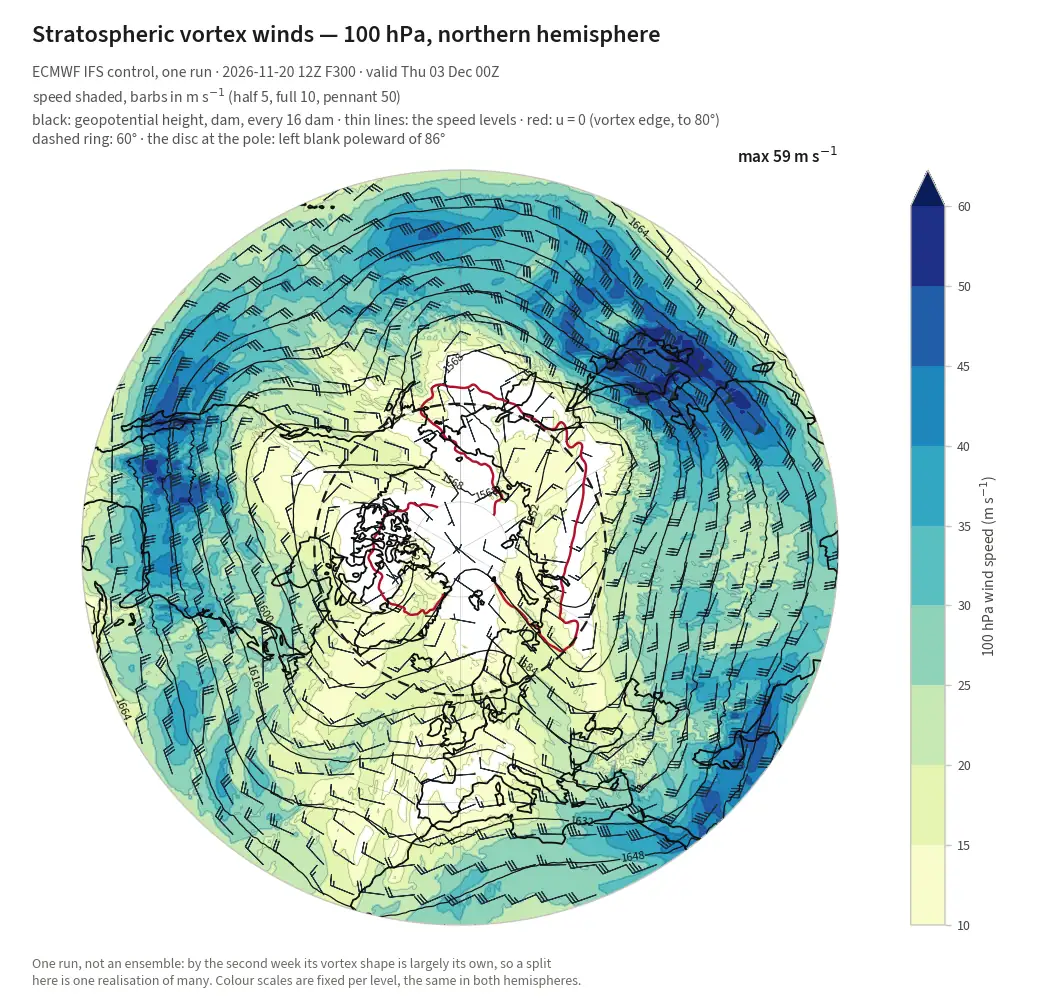 Stratospheric vortex winds — 100 hPa, northern hemisphere
ECMWF IFS control, one run · 2026-11-20 12Z F300 · valid Thu 03 Dec 00Z
speed shaded, barbs in m s⁻¹ (half 5, full 10, pennant 50)
black: geopotential height, dam, every 16 dam · thin lines: the speed levels · red: u = 0 (vortex edge, to 80°)
dashed ring: 60° · the disc at the pole: left blank poleward of 86°
max 59 m s⁻¹
60
50
45
40
35
30
25
20
15
10
100 hPa wind speed (m s⁻¹)
1664
1568
1600
1616
1664
1632
1648
One run, not an ensemble: by the second week its vortex shape is largely its own, so a split
here is one realisation of many. Colour scales are fixed per level, the same in both hemispheres.